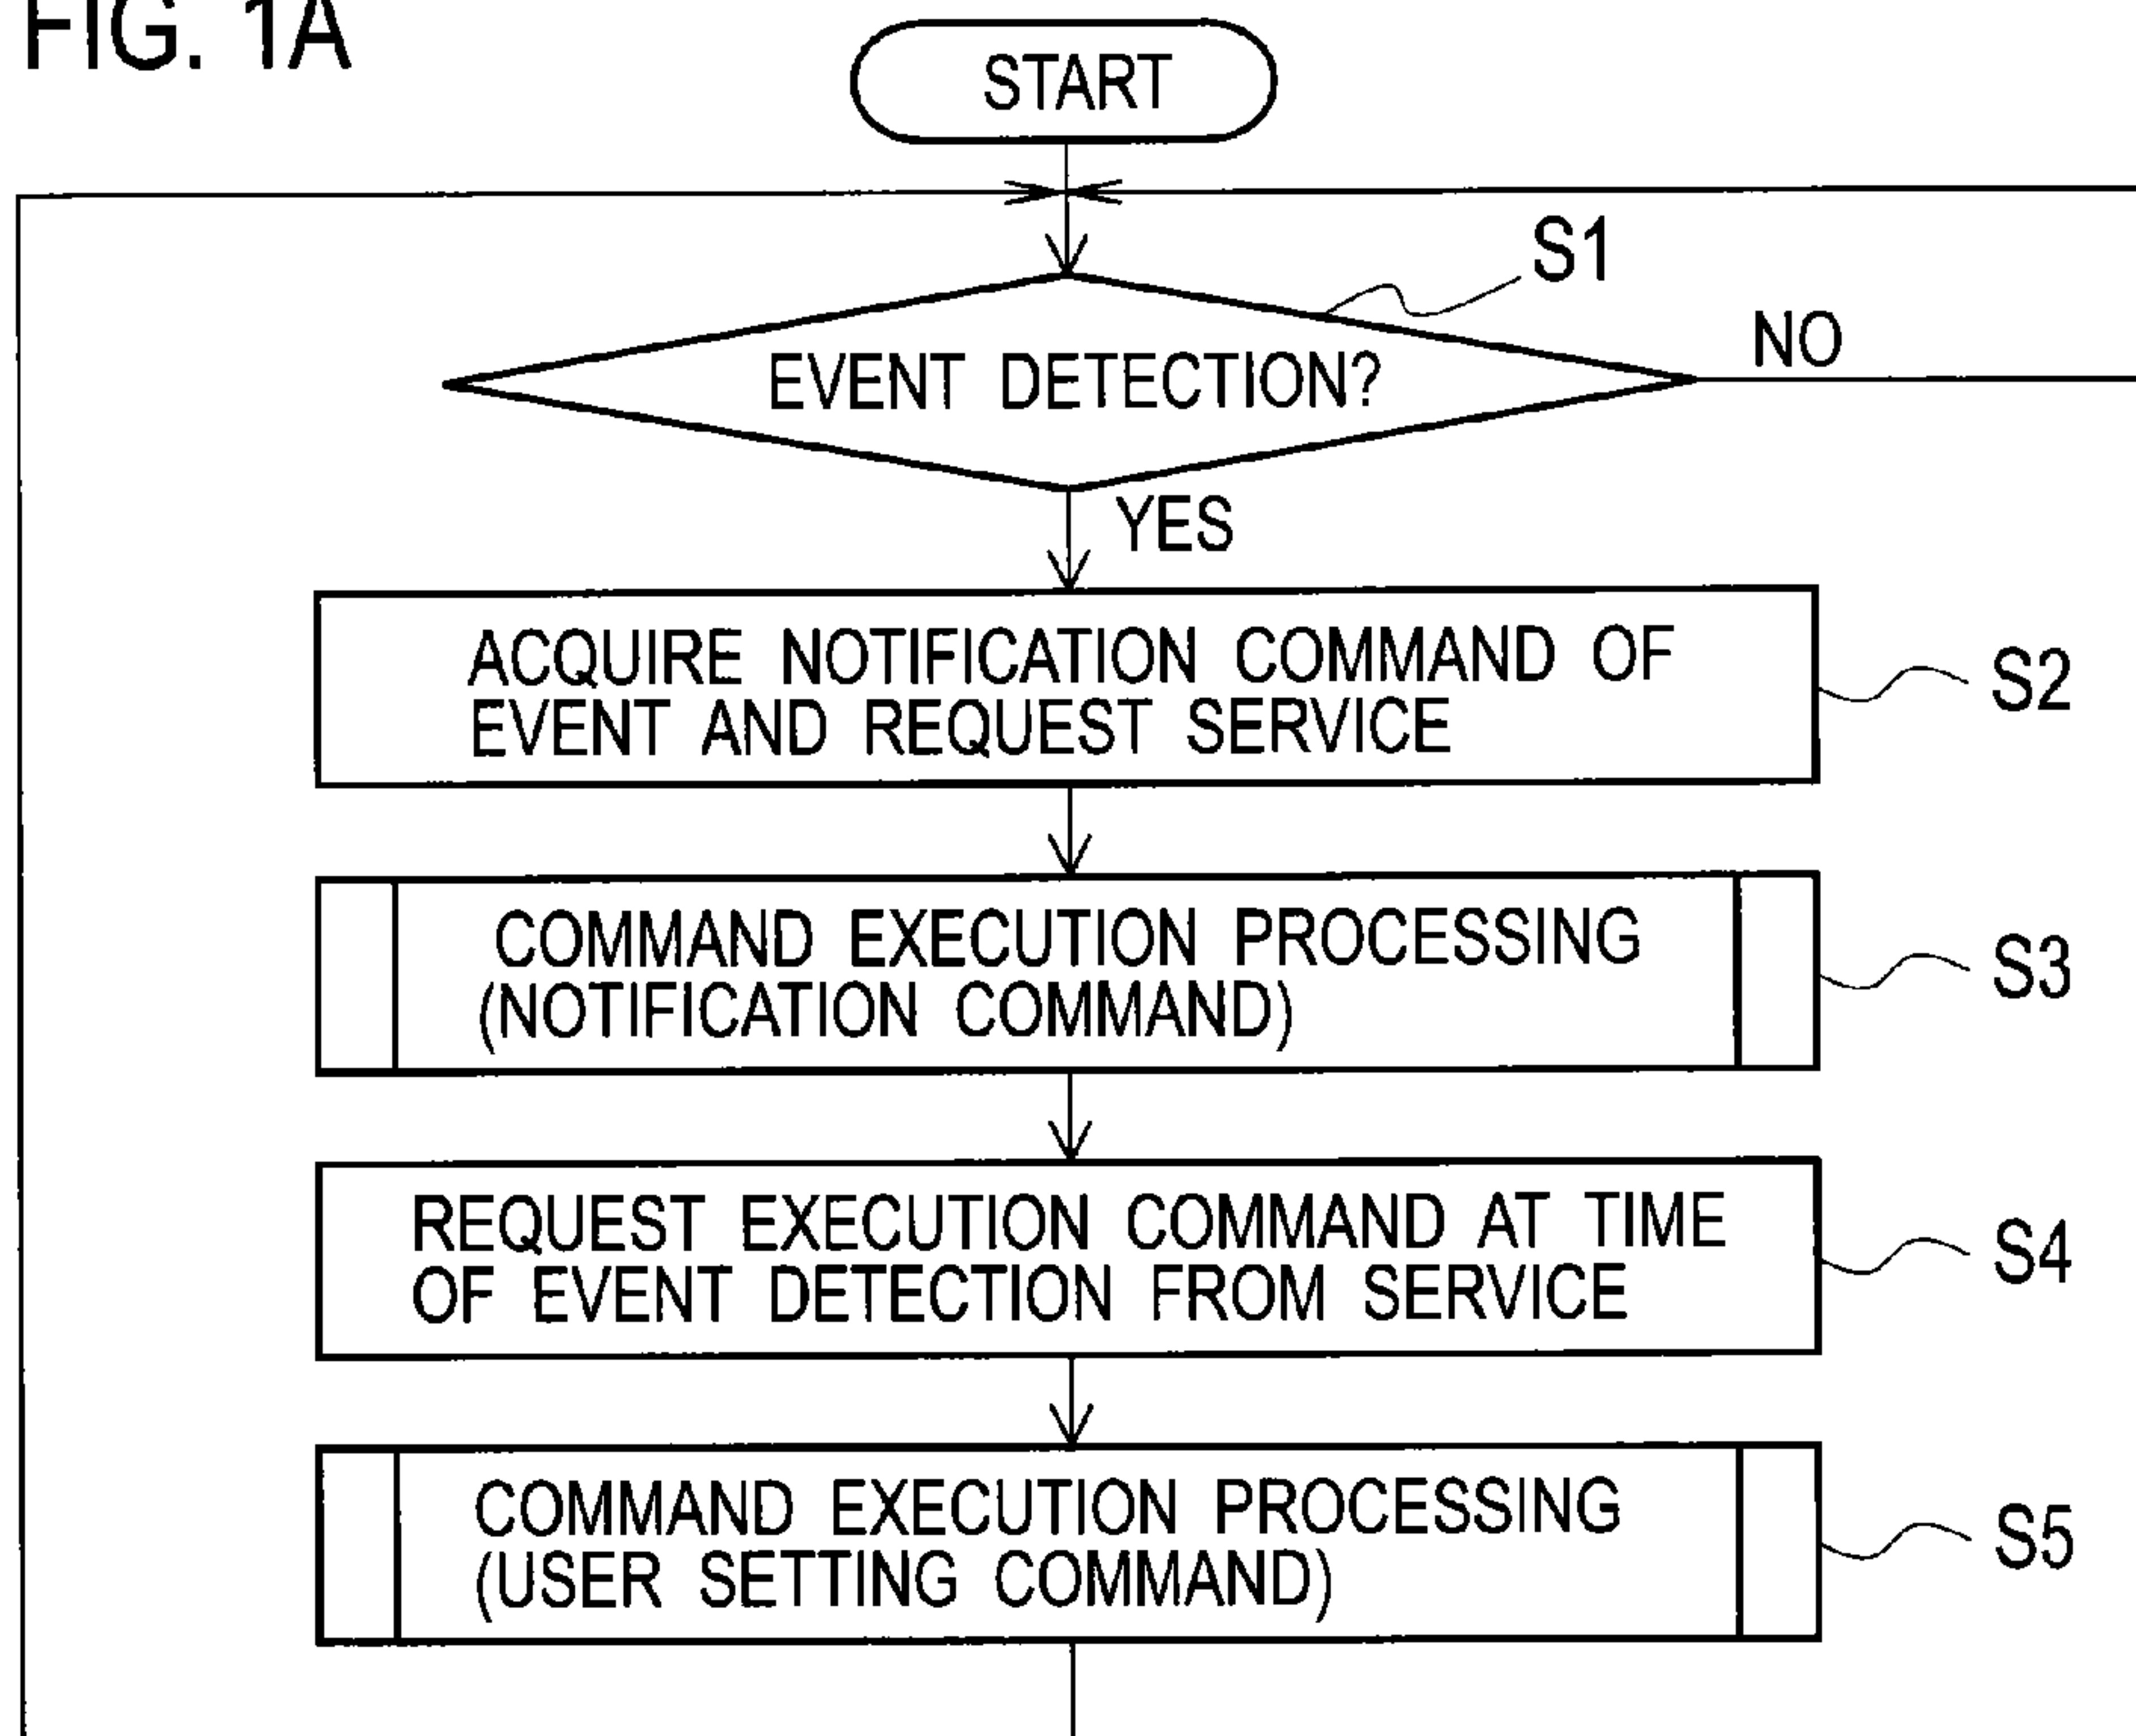 FIG. 1A
START
S1
EVENT DETECTION?
NO
YES
ACQUIRE NOTIFICATION COMMAND OF
EVENT AND REQUEST SERVICE
S2
COMMAND EXECUTION PROCESSING
(NOTIFICATION COMMAND)
S3
REQUEST EXECUTION COMMAND AT TIME
OF EVENT DETECTION FROM SERVICE
S4
COMMAND EXECUTION PROCESSING
(USER SETTING COMMAND)
S5